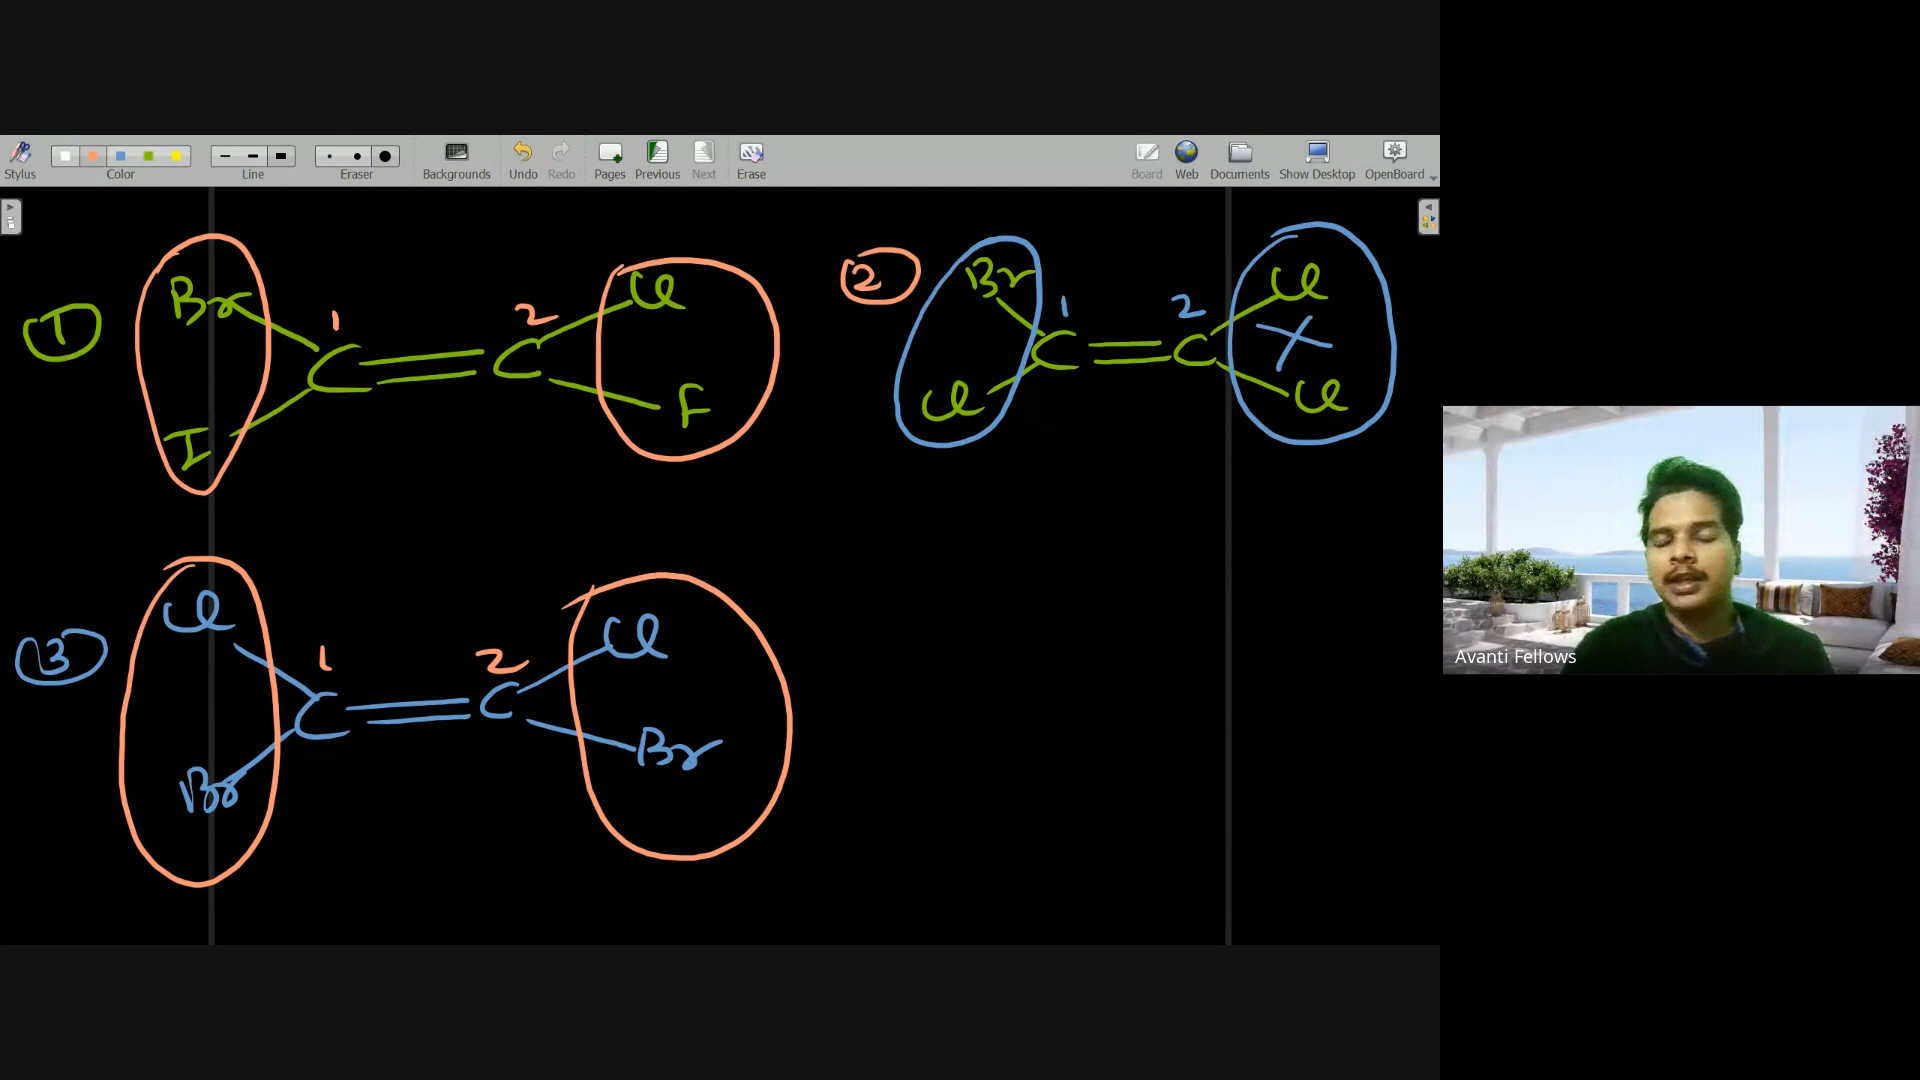 Stylus Color Line Eraser Backgrounds Undo Redo Pages Previous Next Erase Board Web Documents Show Desktop OpenBoard
1 Br I C 1 = C 2 Cl F
2 Br Cl C 1 = C 2 Cl X Cl
3 Cl Br C 1 = C 2 Cl Br
Avanti Fellows